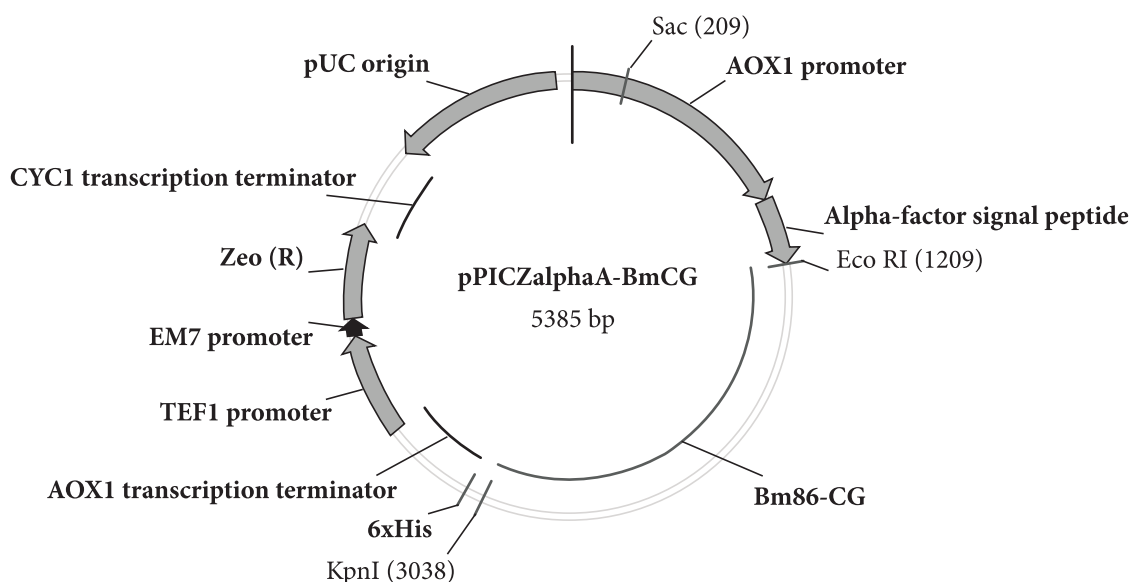 Sac (209)
pUC origin
AOX1 promoter
CYC1 transcription terminator
Alpha-factor signal peptide
Zeo (R)
Eco RI (1209)
pPICZalphaA-BmCG
5385 bp
EM7 promoter
TEF1 promoter
AOX1 transcription terminator
Bm86-CG
6xHis
KpnI (3038)